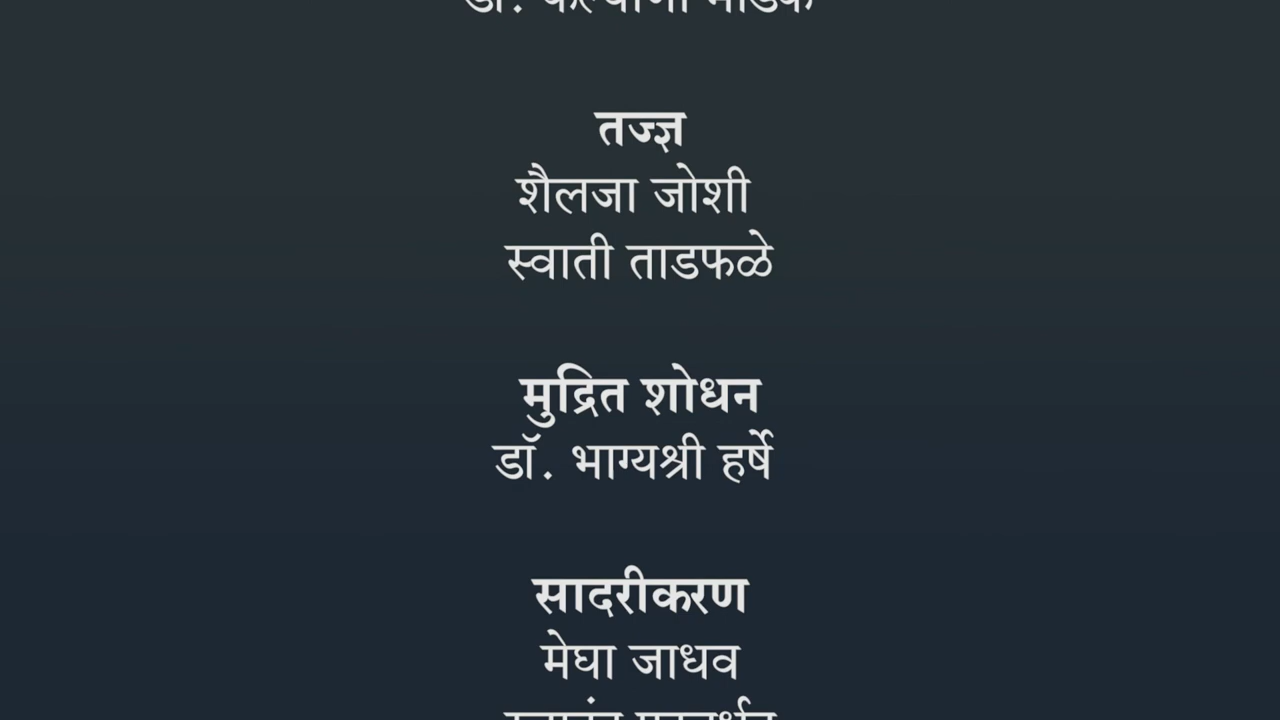 तज्ज्ञ
शैलजा जोशी
स्वाती ताडफळे
मुद्रित शोधन
डॉ. भाग्यश्री हर्षे
सादरीकरण
मेघा जाधव